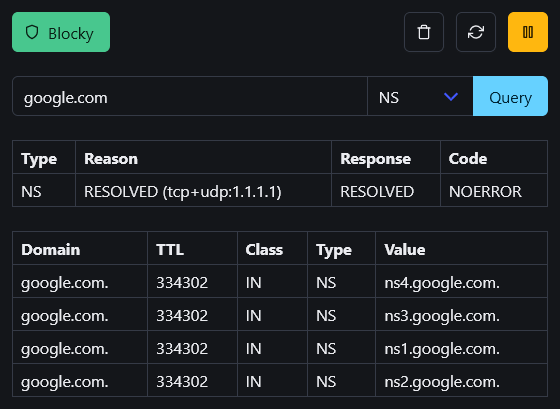 Blocky
google.com NS Query
Type Reason Response Code
NS RESOLVED (tcp+udp:1.1.1.1) RESOLVED NOERROR
Domain TTL Class Type Value
google.com. 334302 IN NS ns4.google.com.
google.com. 334302 IN NS ns3.google.com.
google.com. 334302 IN NS ns1.google.com.
google.com. 334302 IN NS ns2.google.com.